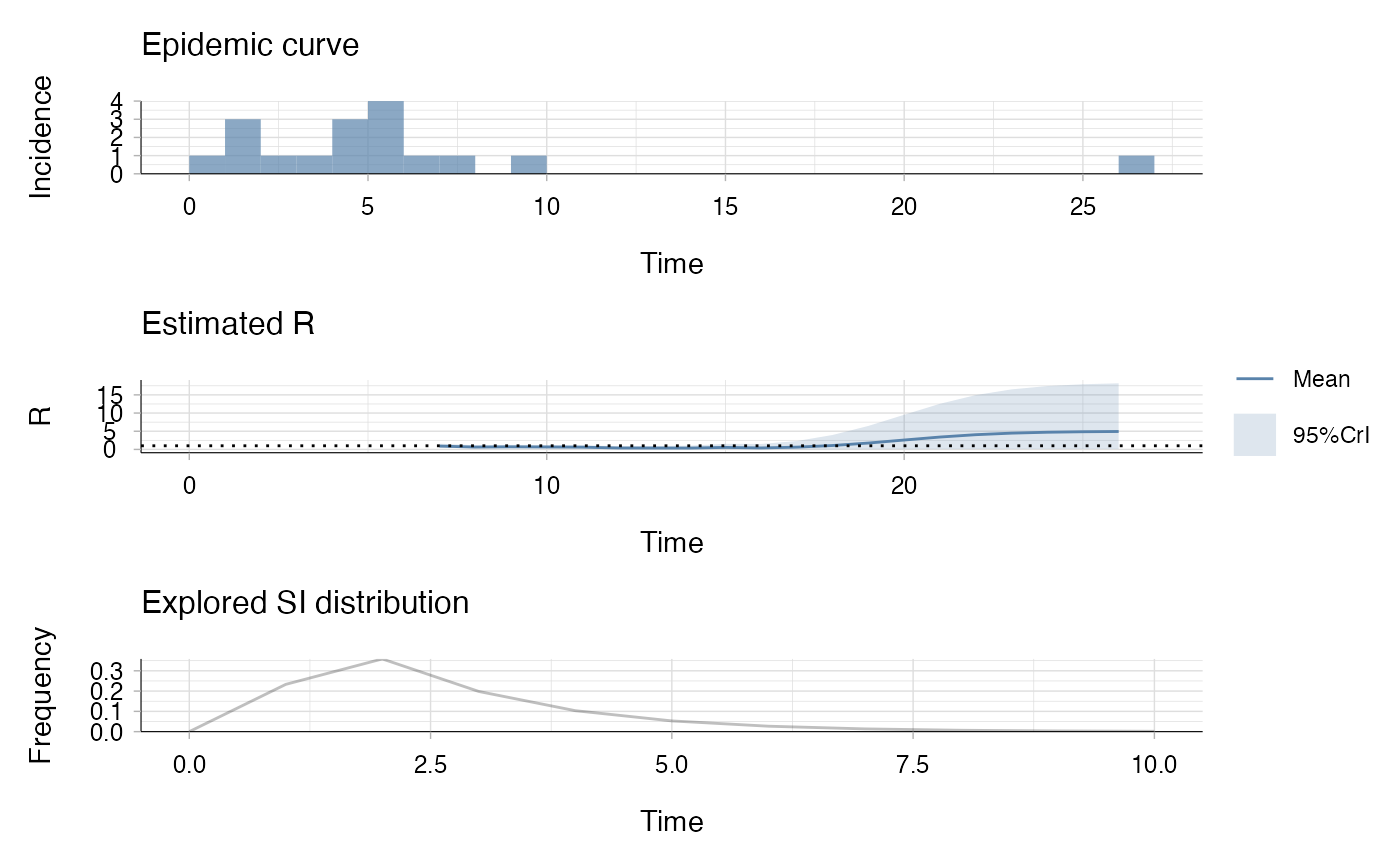 Epidemic curve
Incidence
4
3
2
1
0
0 5 10 15 20 25
Time
Estimated R
R
15
10
5
0
0 10 20
Time
Mean
95%CrI
Explored SI distribution
Frequency
0.3
0.2
0.1
0.0
0.0 2.5 5.0 7.5 10.0
Time